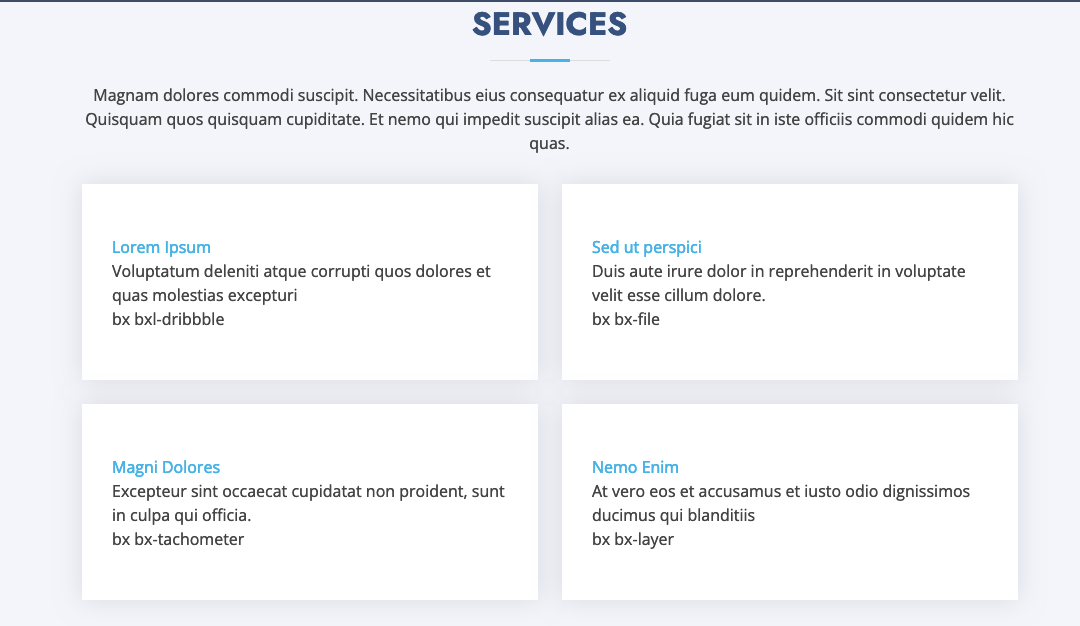 SERVICES
Magnam dolores commodi suscipit. Necessitatibus eius consequatur ex aliquid fuga eum quidem. Sit sint consectetur velit.
Quisquam quos quisquam cupiditate. Et nemo qui impedit suscipit alias ea. Quia fugiat sit in iste officiis commodi quidem hic
quas.
Lorem Ipsum
Voluptatum deleniti atque corrupti quos dolores et
quas molestias excepturi
bx bxl-dribbble
Sed ut perspici
Duis aute irure dolor in reprehenderit in voluptate
velit esse cillum dolore.
bx bx-file
Magni Dolores
Excepteur sint occaecat cupidatat non proident, sunt
in culpa qui officia.
bx bx-tachometer
Nemo Enim
At vero eos et accusamus et iusto odio dignissimos
ducimus qui blanditiis
bx bx-layer